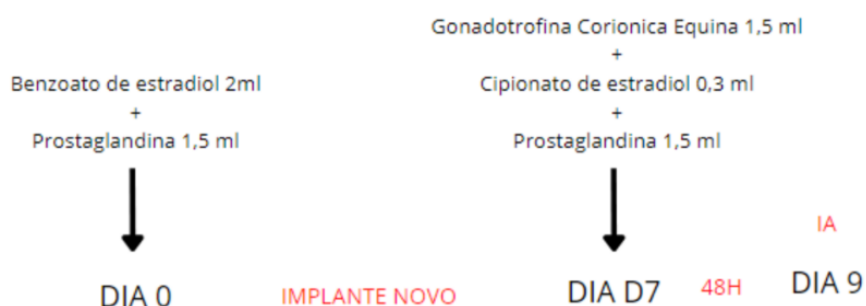 Benzoato de estradiol 2ml
+
Prostaglandina 1,5 ml
DIA 0
IMPLANTE NOVO
Gonadotrofina Corionica Equina 1,5 ml
+
Cipionato de estradiol 0,3 ml
+
Prostaglandina 1,5 ml
DIA D7
48H
IA
DIA 9